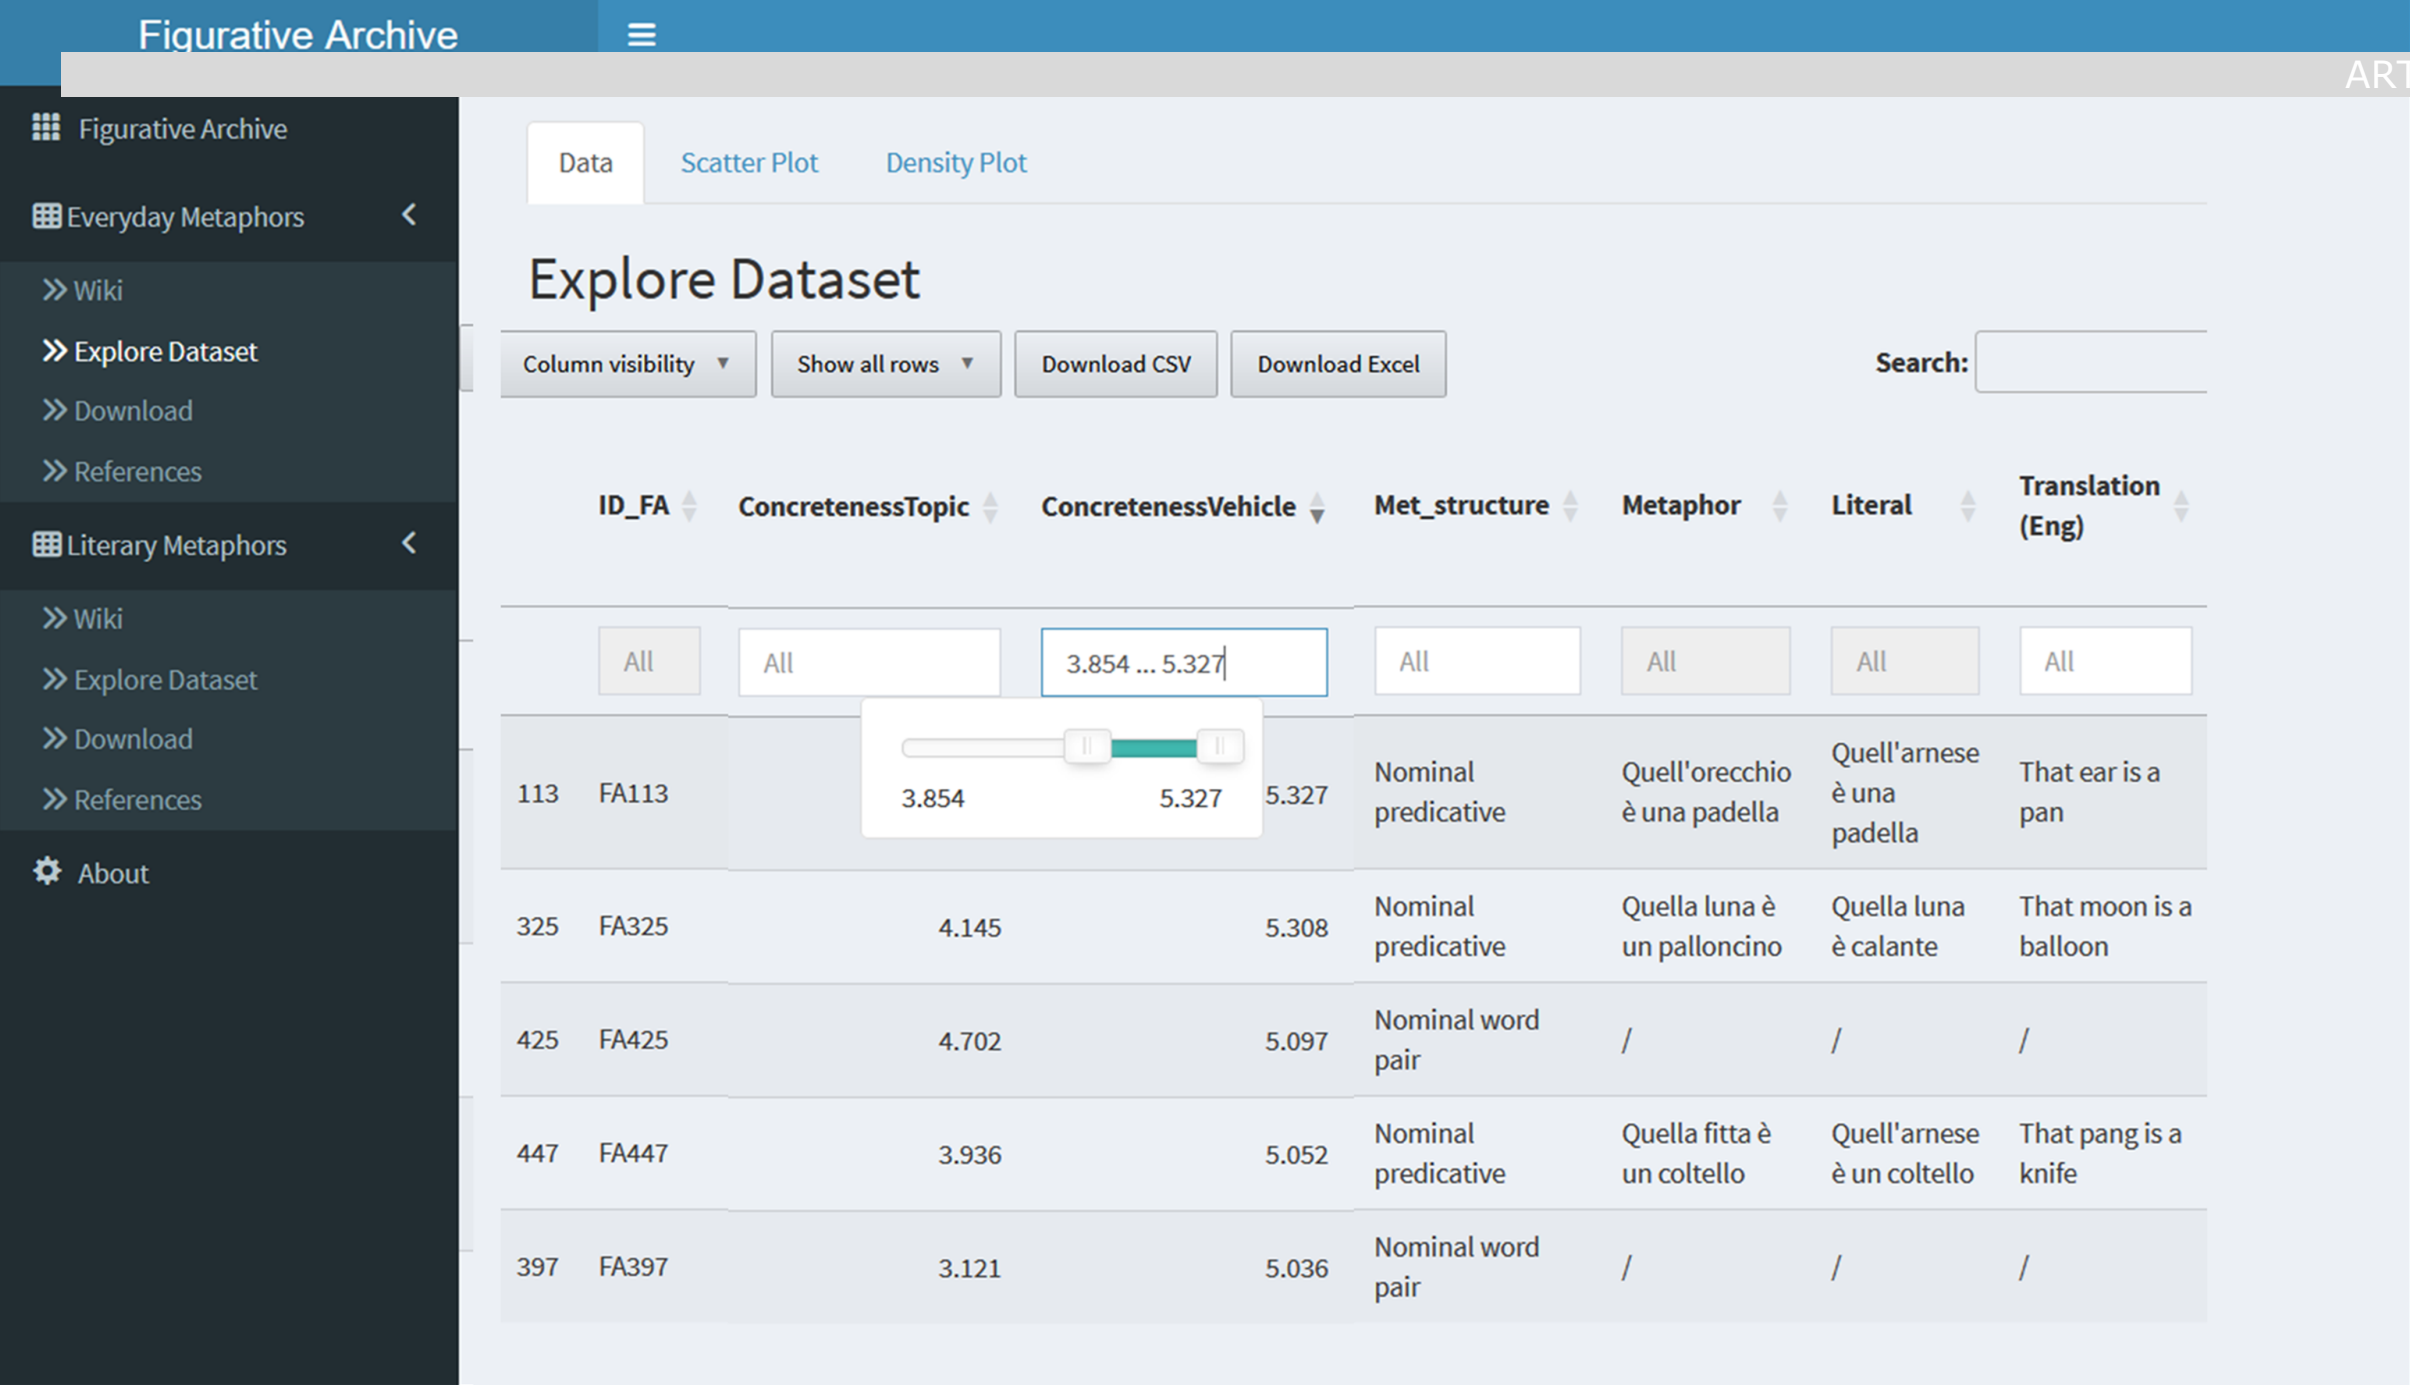 Figurative Archive
ART
Figurative Archive
Everyday Metaphors
Wiki
Explore Dataset
Download
References
Literary Metaphors
Wiki
Explore Dataset
Download
References
About
Data Scatter Plot Density Plot
Explore Dataset
Column visibility Show all rows Download CSV Download Excel Search:
ID_FA ConcretenessTopic ConcretenessVehicle Met_structure Metaphor Literal Translation
(Eng)
All All 3.854 ... 5.327 All All All All
3.854 5.327
113 FA113 5.327 Nominal predicative Quell'orecchio è una padella Quell'arnese è una padella That ear is a pan
325 FA325 4.145 5.308 Nominal predicative Quella luna è un palloncino Quella luna è calante That moon is a balloon
425 FA425 4.702 5.097 Nominal word pair / / /
447 FA447 3.936 5.052 Nominal predicative Quella fitta è un coltello Quell'arnese è un coltello That pang is a knife
397 FA397 3.121 5.036 Nominal word pair / / /